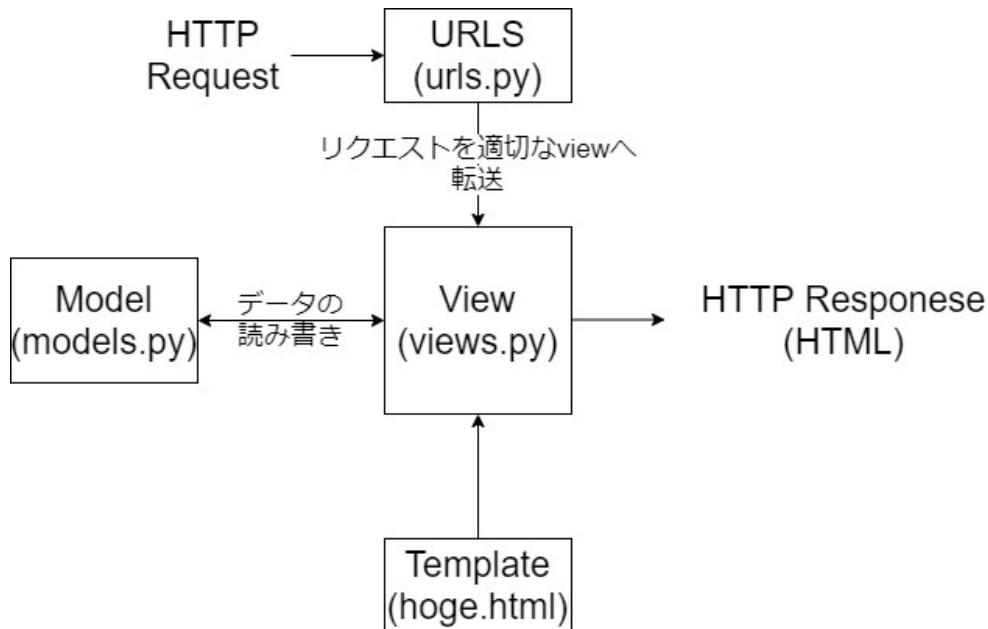 HTTP
Request
URLS
(urls.py)
リクエストを適切なviewへ
転送
Model
(models.py)
データの
読み書き
View
(views.py)
HTTP Responese
(HTML)
Template
(hoge.html)